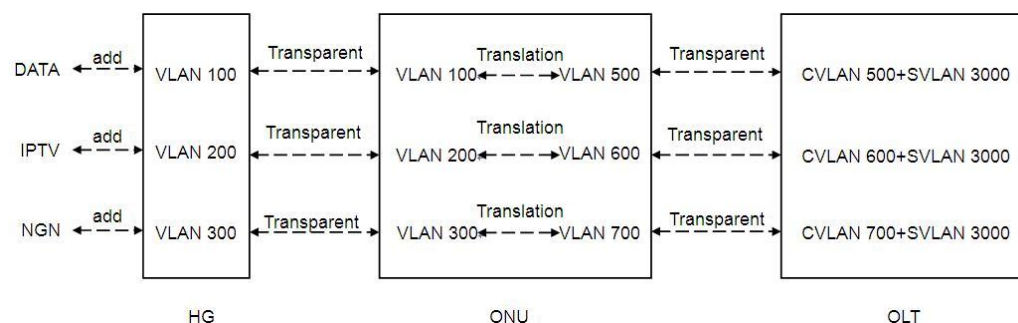 DATA add VLAN 100 Transparent VLAN 100 Translation VLAN 500 Transparent CVLAN 500+SVLAN 3000
IPTV add VLAN 200 Transparent VLAN 200 Translation VLAN 600 Transparent CVLAN 600+SVLAN 3000
NGN add VLAN 300 Transparent VLAN 300 Translation VLAN 700 Transparent CVLAN 700+SVLAN 3000
HG ONU OLT